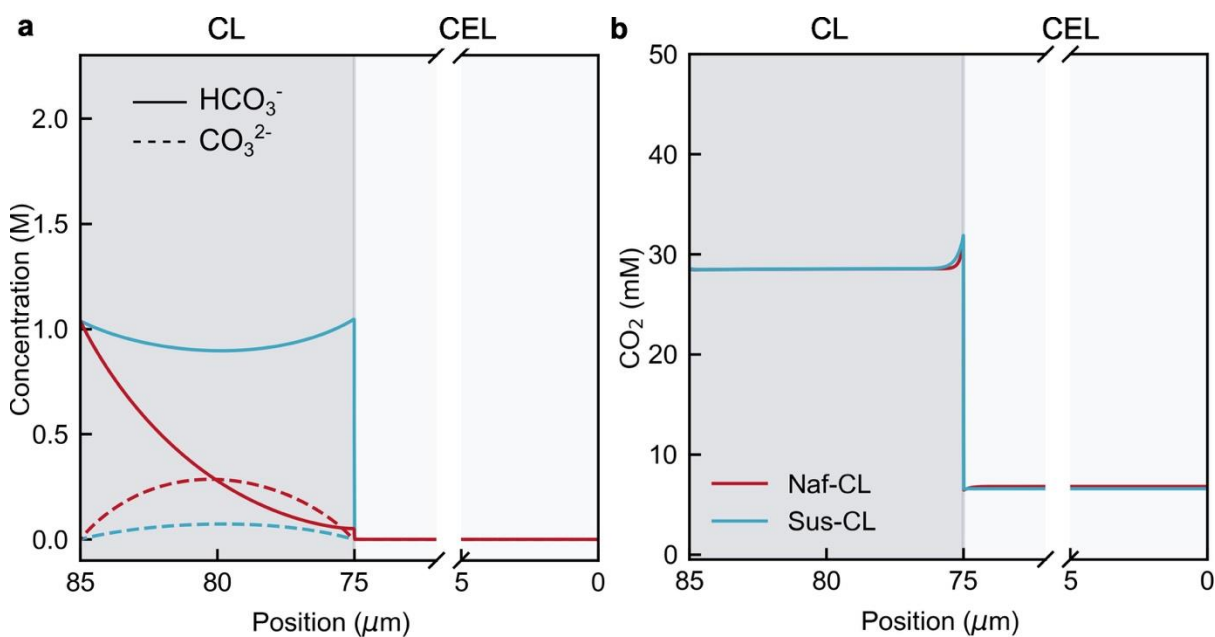 a
CL
CEL
HCO₃⁻
CO₃²⁻
2.0
1.5
1.0
0.5
0.0
Concentration (M)
85
80
75
5
0
Position (μm)
b
CL
CEL
50
40
30
20
10
0
CO₂ (mM)
Naf-CL
Sus-CL
85
80
75
5
0
Position (μm)